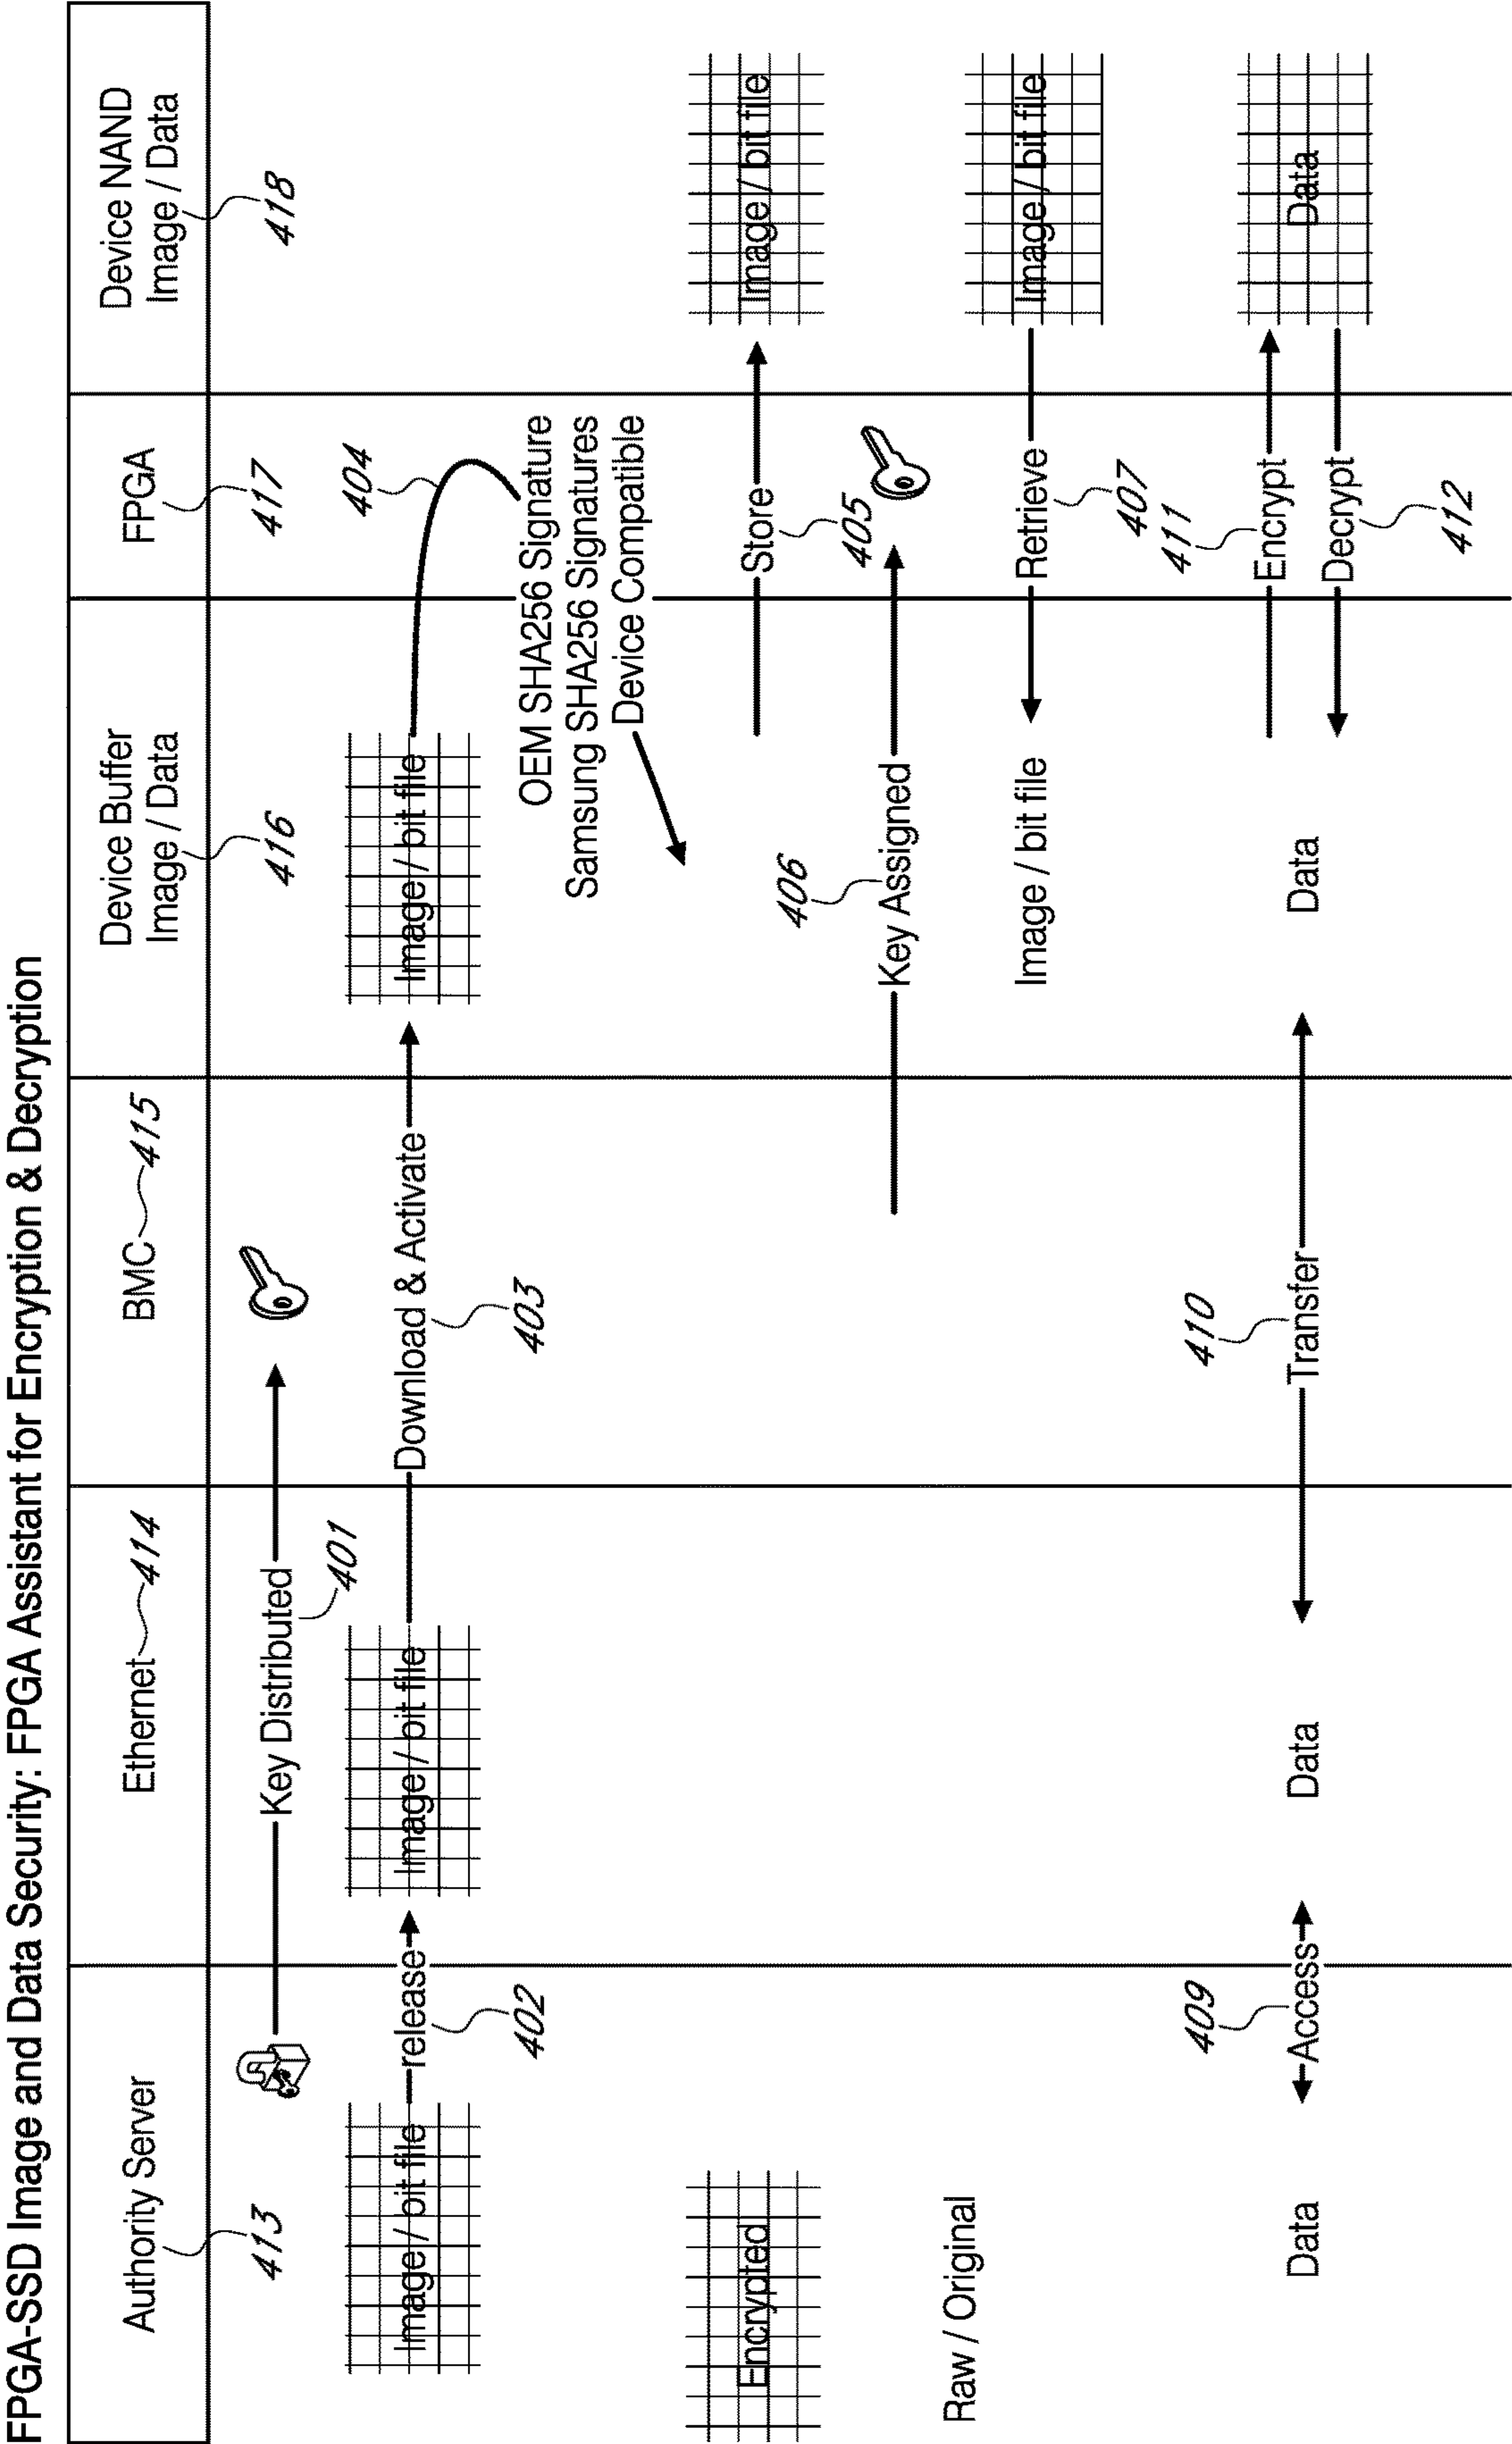 FPGA-SSD Image and Data Security: FPGA Assistant for Encryption & Decryption
Authority Server
413
Ethernet 414
BMC 415
Device Buffer
Image / Data
416
FPGA
417
Device NAND
Image / Data
418
Key Distributed
401
Image / bit file
release
402
Image / bit file
Download & Activate
403
Image / bit file
404
OEM SHA256 Signature
Samsung SHA256 Signatures
Device Compatible
Encrypted
Store
405
Image / bit file
406
Key Assigned
Raw / Original
Image / bit file
Retrieve
407
Image / bit file
Data
409
Access
Data
410
Transfer
Data
411
Encrypt
Decrypt
412
Data